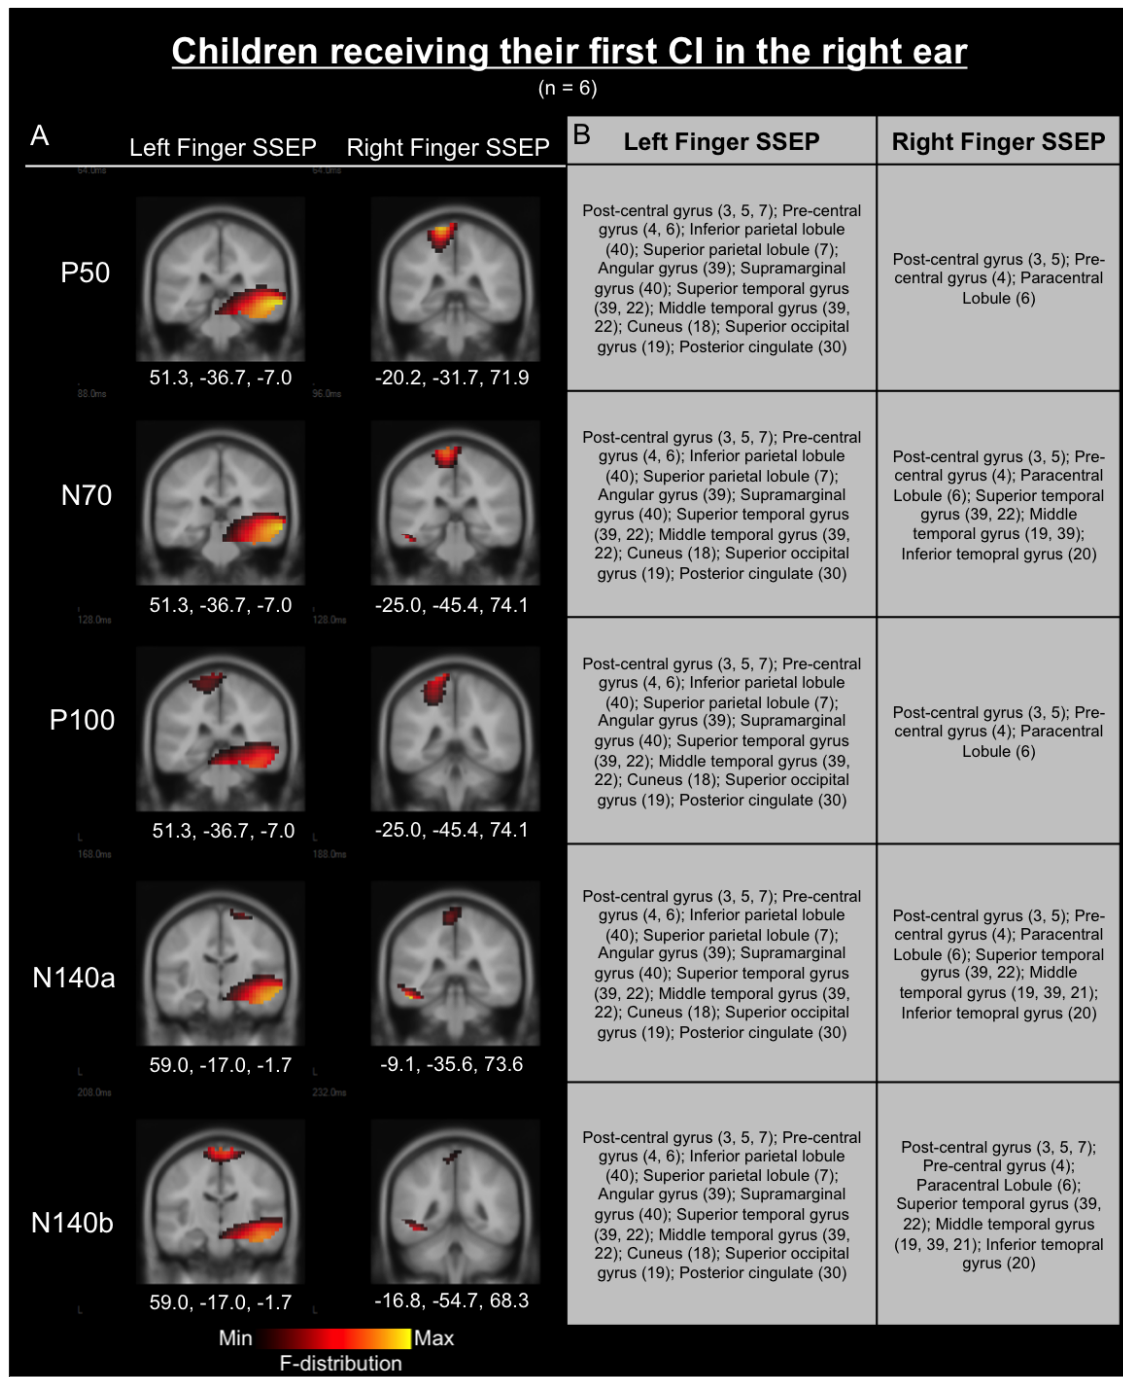 Children receiving their first CI in the right ear
(n = 6)
A
Left Finger SSEP
Right Finger SSEP
B
Left Finger SSEP
Right Finger SSEP
64.0ms
64.0ms
P50
51.3, -36.7, -7.0
-20.2, -31.7, 71.9
Post-central gyrus (3, 5, 7); Pre-central
gyrus (4, 6); Inferior parietal lobule
(40); Superior parietal lobule (7);
Angular gyrus (39); Supramarginal
gyrus (40); Superior temporal gyrus
(39, 22); Middle temporal gyrus (39,
22); Cuneus (18); Superior occipital
gyrus (19); Posterior cingulate (30)
Post-central gyrus (3, 5); Pre-
central gyrus (4); Paracentral
Lobule (6)
88.0ms
96.0ms
N70
51.3, -36.7, -7.0
-25.0, -45.4, 74.1
Post-central gyrus (3, 5, 7); Pre-central
gyrus (4, 6); Inferior parietal lobule
(40); Superior parietal lobule (7);
Angular gyrus (39); Supramarginal
gyrus (40); Superior temporal gyrus
(39, 22); Middle temporal gyrus (39,
22); Cuneus (18); Superior occipital
gyrus (19); Posterior cingulate (30)
Post-central gyrus (3, 5); Pre-
central gyrus (4); Paracentral
Lobule (6); Superior temporal
gyrus (39, 22); Middle
temporal gyrus (19, 39);
Inferior temopral gyrus (20)
128.0ms
128.0ms
P100
L
L
51.3, -36.7, -7.0
-25.0, -45.4, 74.1
Post-central gyrus (3, 5, 7); Pre-central
gyrus (4, 6); Inferior parietal lobule
(40); Superior parietal lobule (7);
Angular gyrus (39); Supramarginal
gyrus (40); Superior temporal gyrus
(39, 22); Middle temporal gyrus (39,
22); Cuneus (18); Superior occipital
gyrus (19); Posterior cingulate (30)
Post-central gyrus (3, 5); Pre-
central gyrus (4); Paracentral
Lobule (6)
168.0ms
188.0ms
N140a
L
L
59.0, -17.0, -1.7
-9.1, -35.6, 73.6
Post-central gyrus (3, 5, 7); Pre-central
gyrus (4, 6); Inferior parietal lobule
(40); Superior parietal lobule (7);
Angular gyrus (39); Supramarginal
gyrus (40); Superior temporal gyrus
(39, 22); Middle temporal gyrus (39,
22); Cuneus (18); Superior occipital
gyrus (19); Posterior cingulate (30)
Post-central gyrus (3, 5); Pre-
central gyrus (4); Paracentral
Lobule (6); Superior temporal
gyrus (39, 22); Middle
temporal gyrus (19, 39, 21);
Inferior temopral gyrus (20)
208.0ms
232.0ms
N140b
L
L
59.0, -17.0, -1.7
-16.8, -54.7, 68.3
Post-central gyrus (3, 5, 7); Pre-central
gyrus (4, 6); Inferior parietal lobule
(40); Superior parietal lobule (7);
Angular gyrus (39); Supramarginal
gyrus (40); Superior temporal gyrus
(39, 22); Middle temporal gyrus (39,
22); Cuneus (18); Superior occipital
gyrus (19); Posterior cingulate (30)
Post-central gyrus (3, 5, 7);
Pre-central gyrus (4);
Paracentral Lobule (6);
Superior temporal gyrus (39,
22); Middle temporal gyrus
(19, 39, 21); Inferior temopral
gyrus (20)
Min
Max
F-distribution